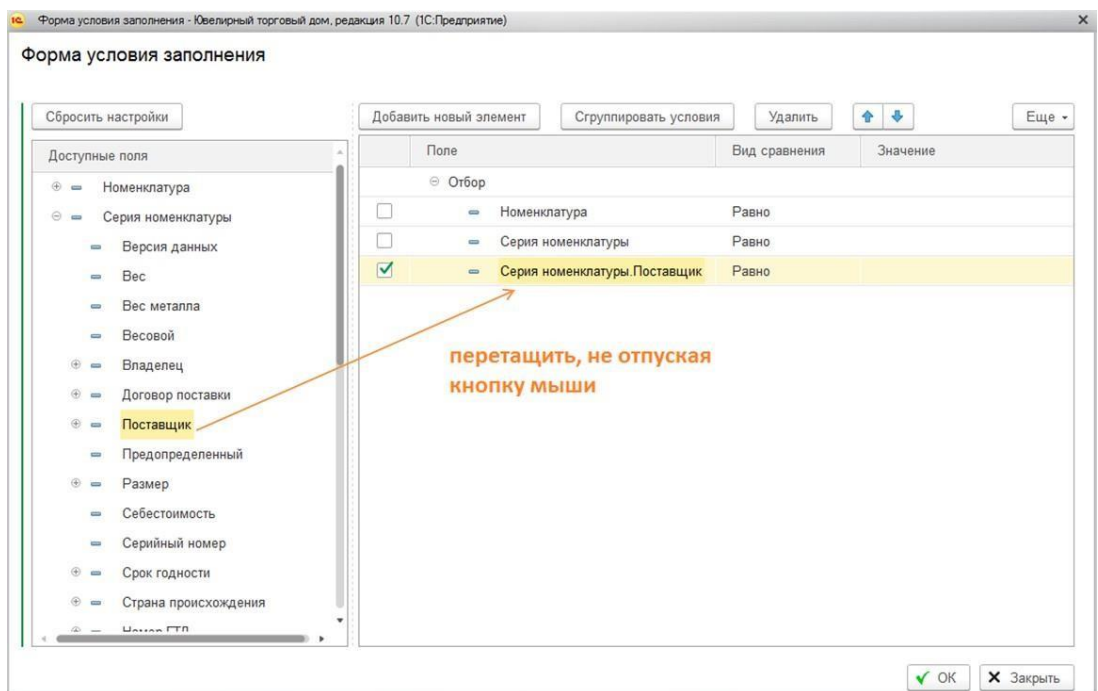 Форма условия заполнения - Ювелирный торговый дом, редакция 10.7 (1С:Предприятие)
Форма условия заполнения
Сбросить настройки
Добавить новый элемент
Сгруппировать условия
Удалить
Еще
Доступные поля
Номенклатура
Серия номенклатуры
Версия данных
Вес
Вес металла
Весовой
Владелец
Договор поставки
Поставщик
Предопределенный
Размер
Себестоимость
Серийный номер
Срок годности
Страна происхождения
Номер ГТД
Поле Вид сравнения Значение
Отбор
Номенклатура Равно
Серия номенклатуры Равно
Серия номенклатуры.Поставщик Равно
перетащить, не отпуская
кнопку мыши
ОК
Закрыть